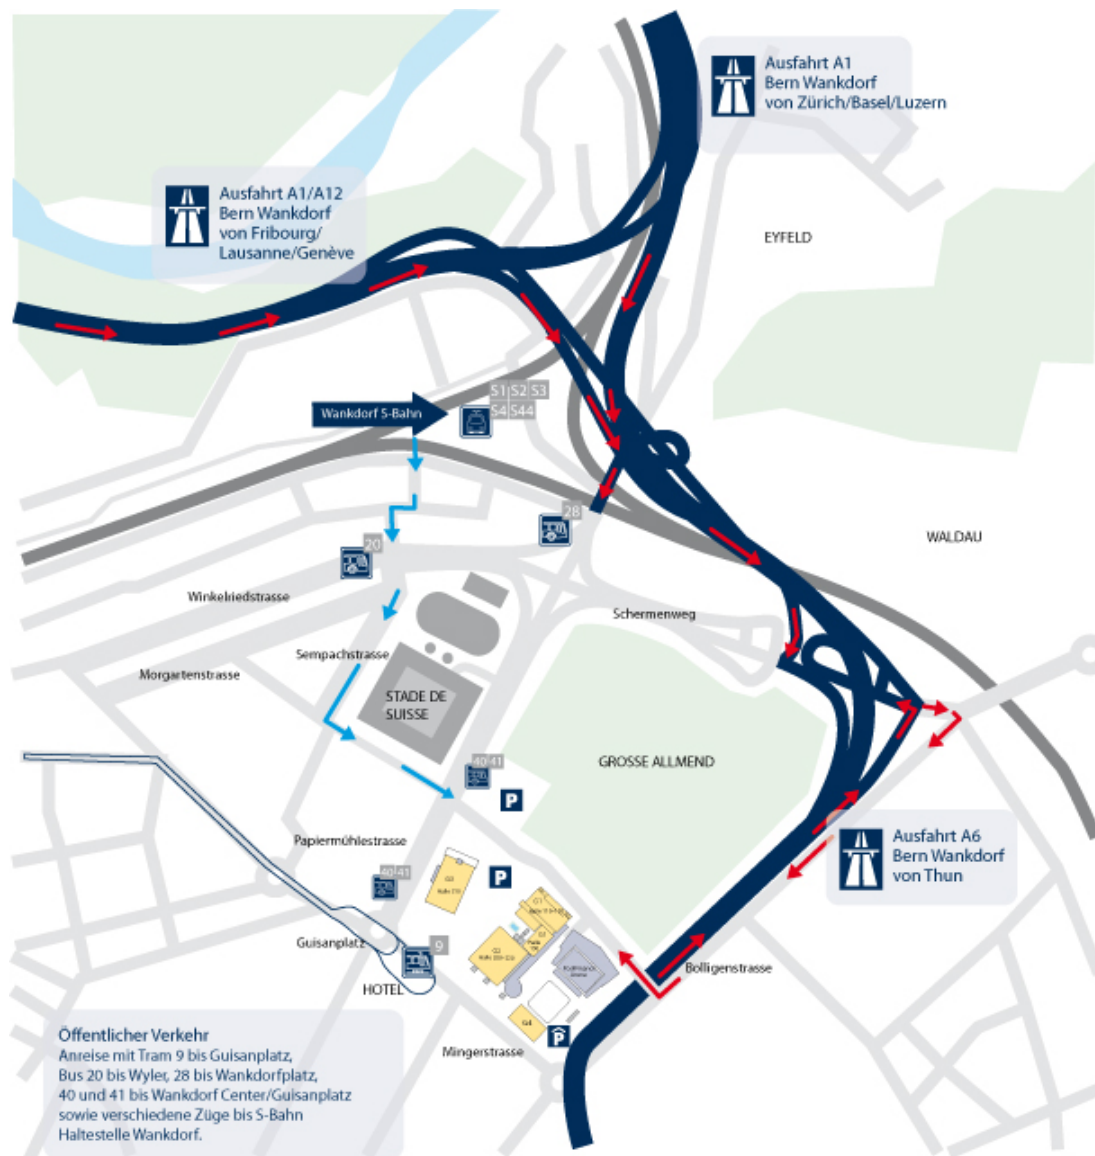 Ausfahrt A1
Bern Wankdorf
von Zürich/Basel/Luzern
Ausfahrt A1/A12
Bern Wankdorf
von Fribourg/
Lausanne/Genève
EYFELD
S1 S2 S3
S4 S44
Wankdorf S-Bahn
28
20
WALDAU
Winkelriedstrasse
Schermenweg
Sempachstrasse
Morgartenstrasse
STADE DE
SUISSE
GROSSE ALLMEND
40 41
P
Papiermühlestrasse
Ausfahrt A6
Bern Wankdorf
von Thun
40 41
P
Guisanplatz
9
HOTEL
Bolligenstrasse
P
Mingerstrasse
Öffentlicher Verkehr
Anreise mit Tram 9 bis Guisanplatz,
Bus 20 bis Wyler, 28 bis Wankdorfplatz,
40 und 41 bis Wankdorf Center/Guisanplatz
sowie verschiedene Züge bis S-Bahn
Haltestelle Wankdorf.